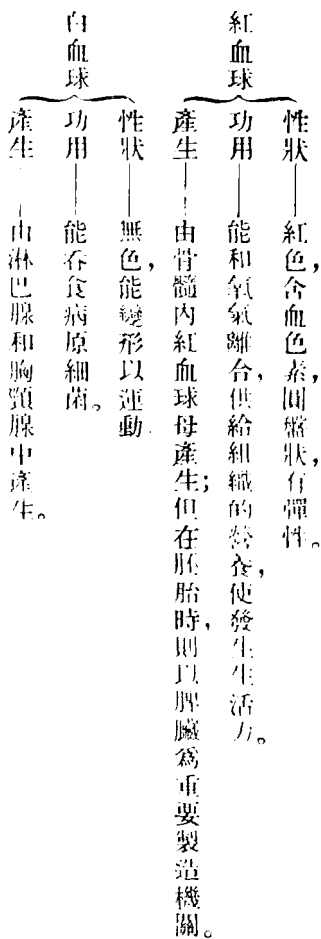 紅血球
性狀——紅色，含血色素，圓盤狀，有彈性。
功用——能和氧氣離合，供給組織的營養，使發生生活力。
產生——由骨髓內紅血球母產生；但在胚胎時，則以脾臟爲重要製造機關。
白血球
性狀——無色，能變形以運動
功用——能吞食病原細菌。
產生——由淋巴腺和胸頸腺中產生。